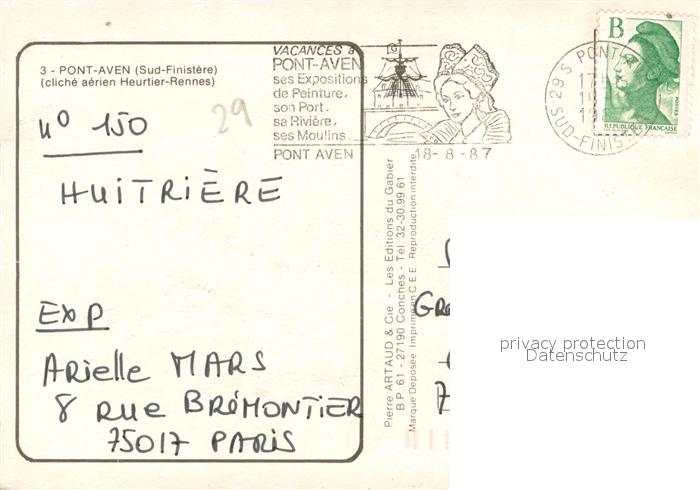 3 - PONT-AVEN (Sud-Finistère)
(cliché aérien Heurtier-Rennes)
N° 150
29
HUITRIÈRE
EXP
Arielle MARS
8 RUE BRÉMONTIER
75017 PARIS
VACANCES à
PONT-AVEN
ses Expositions
de Peinture,
son Port,
sa Rivière,
ses Moulins.
PONT AVEN
18-8-87
B
POSTES
REPUBLIQUE FRANÇAISE
29 S PONT
SUD-FINIS
Pierre ARTAUD & Cie - Les Editions du Gabier
B P 61 - 27190 Conches - Tél. 32-30.99 61
Marque Déposée Imprimé en C.E.E. Reproduction interdite
privacy protection
Datenschutz